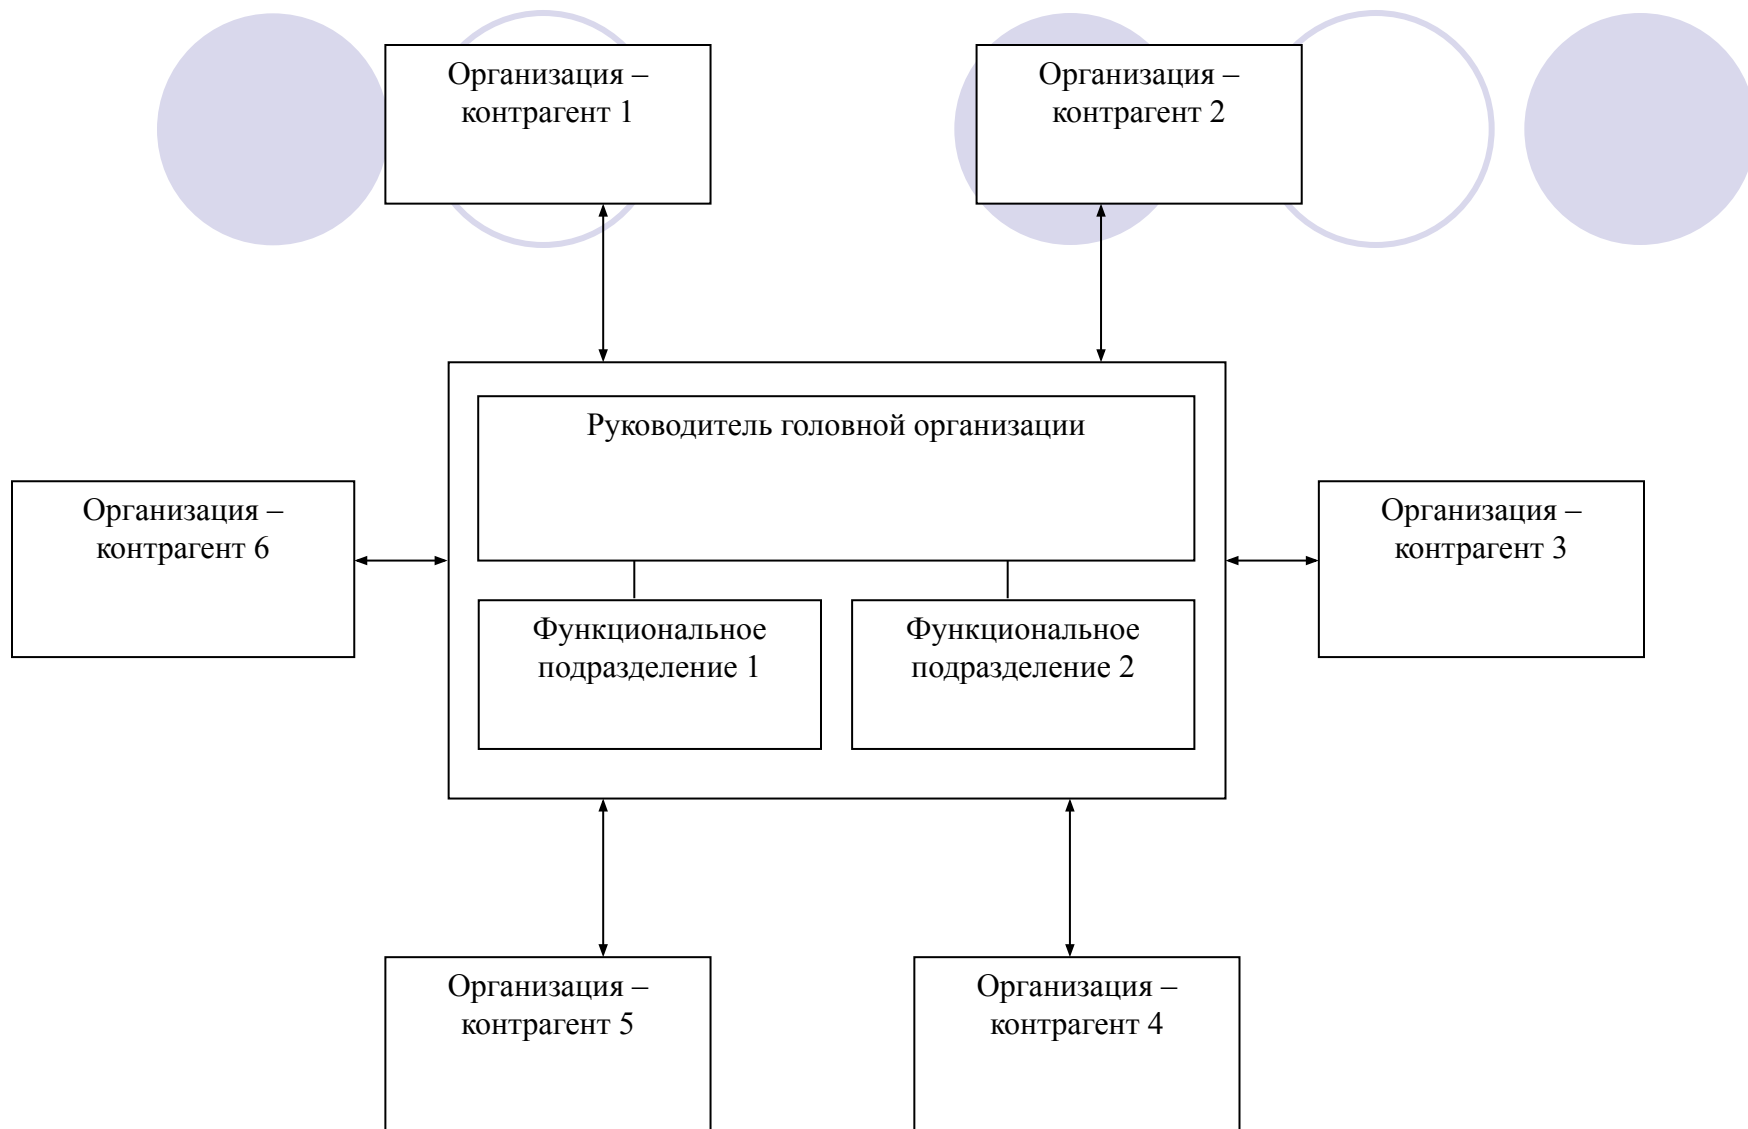 Организация –
контрагент 1
Организация –
контрагент 2
Руководитель головной организации
Организация –
контрагент 6
Организация –
контрагент 3
Функциональное
подразделение 1
Функциональное
подразделение 2
Организация –
контрагент 5
Организация –
контрагент 4